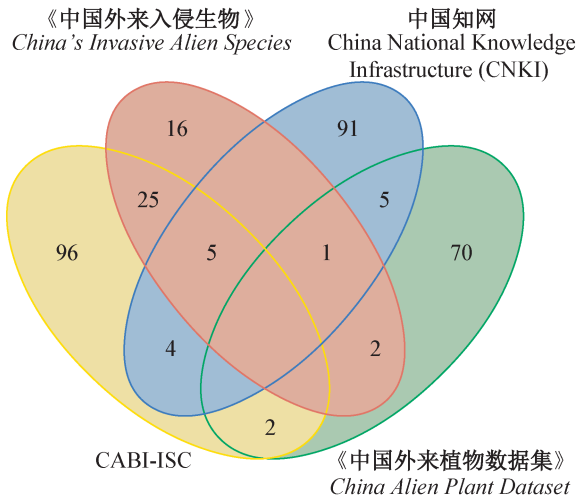 《中国外来入侵生物》
China's Invasive Alien Species
中国知网
China National Knowledge
Infrastructure (CNKI)
16
91
25
5
96
5
1
70
4
2
2
CABI-ISC
《中国外来植物数据集》
China Alien Plant Dataset